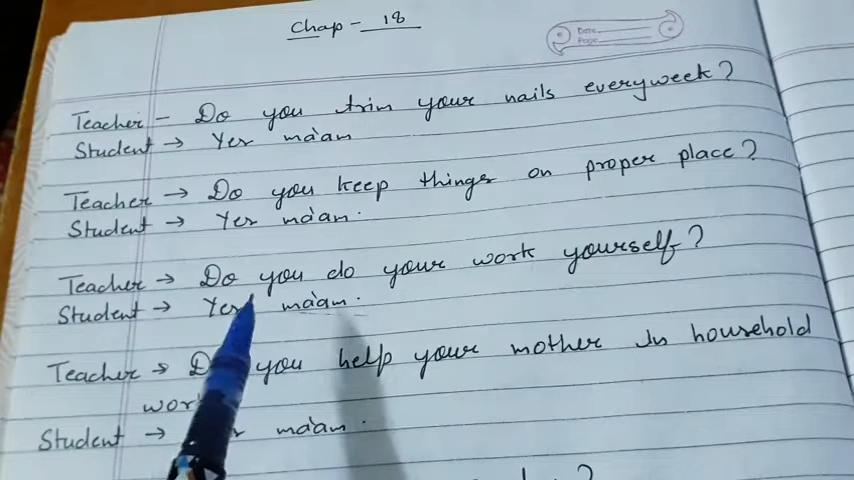 Chap - 18
Date
Page
Teacher - Do you trim your nails everyweek?
Student → Yes ma'am
Teacher → Do you keep things on proper place?
Student → Yes ma'am.
Teacher → Do you do your work yourself?
Student → Yes ma'am.
Teacher → Do you help your mother In household
Student → ma'am.